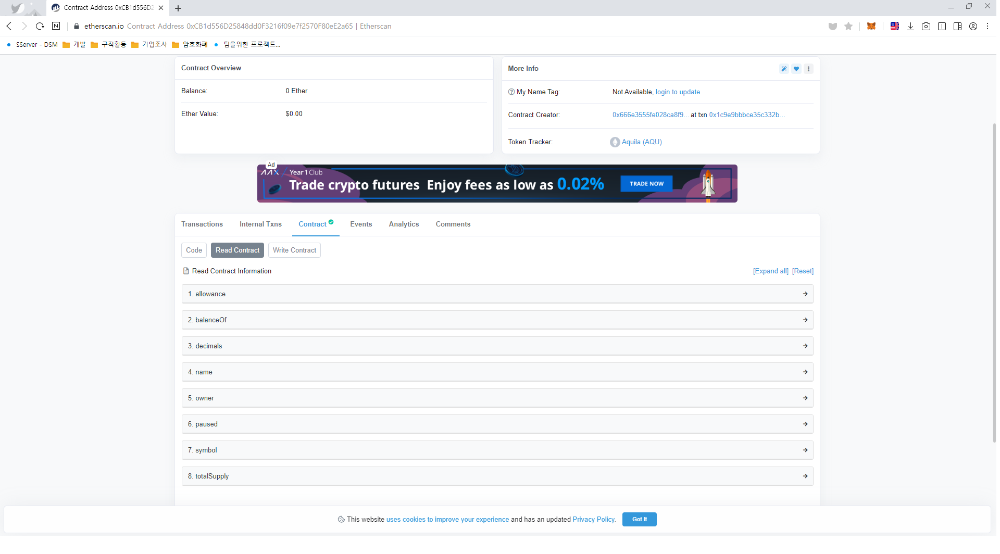 Contract Address 0xCB1d556D2
etherscan.io Contract Address 0xCB1d556D25848dd0F3216f09e7f2570F80eE2a65 | Etherscan
SServer - DSM 개발 구직활동 기업조사 암호화폐 팀을위한 프로젝트...
Contract Overview
Balance: 0 Ether
Ether Value: $0.00
More Info
My Name Tag: Not Available, login to update
Contract Creator: 0x666e3555fe028ca8f9... at txn 0x1c9e9bbbce35c332b...
Token Tracker: Aquila (AQU)
Ad
AAX Year1Club
Trade crypto futures Enjoy fees as low as 0.02% TRADE NOW
Transactions Internal Txns Contract Events Analytics Comments
Code Read Contract Write Contract
Read Contract Information [Expand all] [Reset]
1. allowance
2. balanceOf
3. decimals
4. name
5. owner
6. paused
7. symbol
8. totalSupply
This website uses cookies to improve your experience and has an updated Privacy Policy. Got It